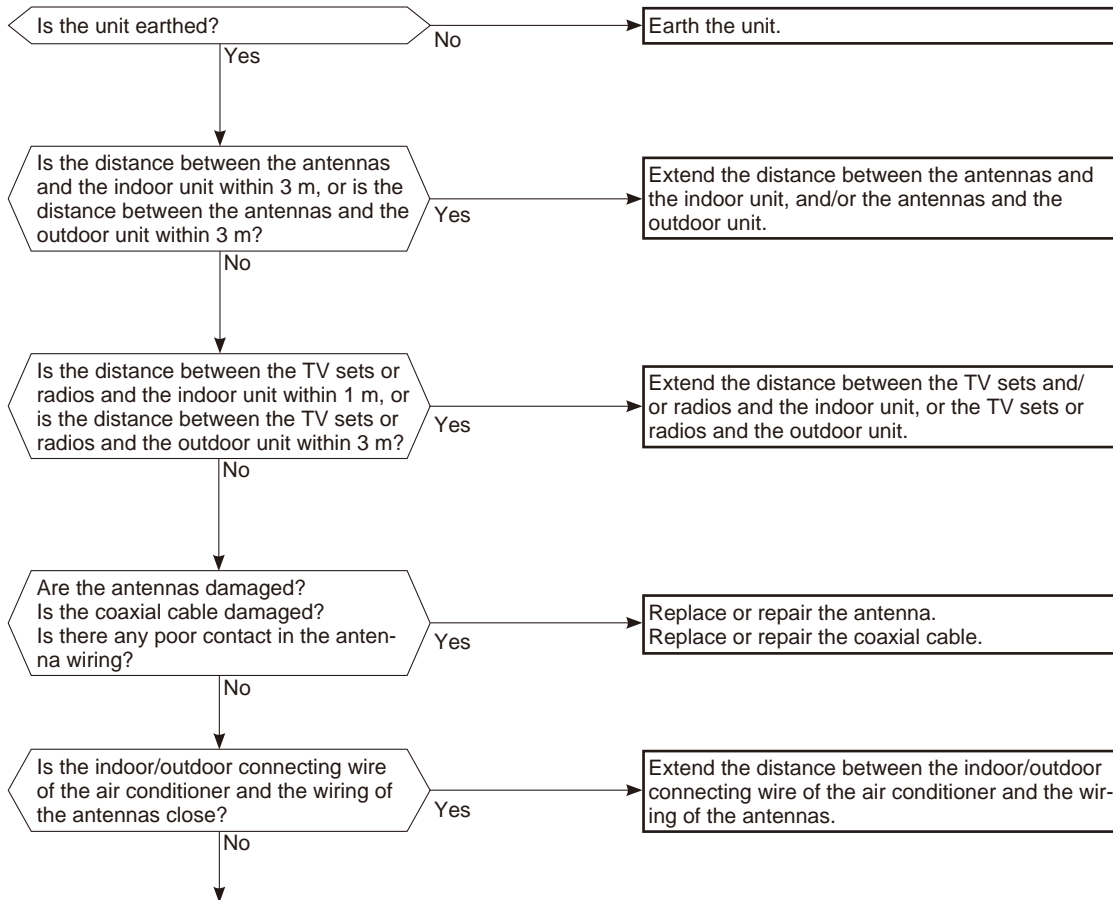 Is the unit earthed?
No
Earth the unit.
Yes
Is the distance between the antennas
and the indoor unit within 3 m, or is the
distance between the antennas and the
outdoor unit within 3 m?
Yes
Extend the distance between the antennas and
the indoor unit, and/or the antennas and the
outdoor unit.
No
Is the distance between the TV sets or
radios and the indoor unit within 1 m, or
is the distance between the TV sets or
radios and the outdoor unit within 3 m?
Yes
Extend the distance between the TV sets and/
or radios and the indoor unit, or the TV sets or
radios and the outdoor unit.
No
Are the antennas damaged?
Is the coaxial cable damaged?
Is there any poor contact in the anten-
na wiring?
Yes
Replace or repair the antenna.
Replace or repair the coaxial cable.
No
Is the indoor/outdoor connecting wire
of the air conditioner and the wiring of
the antennas close?
Yes
Extend the distance between the indoor/outdoor
connecting wire of the air conditioner and the wir-
ing of the antennas.
No